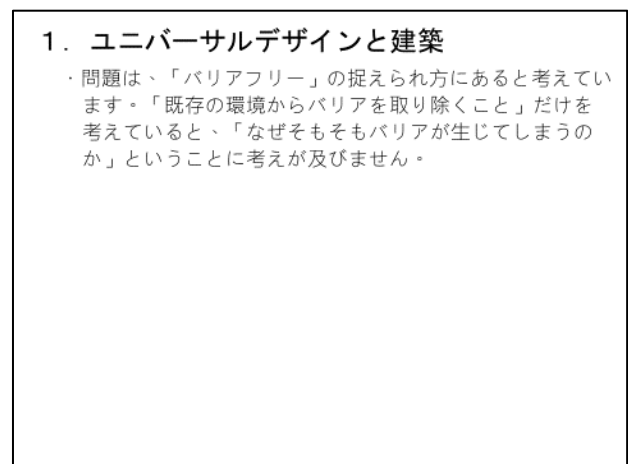 １．ユニバーサルデザインと建築
・問題は、「バリアフリー」の捉えられ方にあると考えてい
ます。「既存の環境からバリアを取り除くこと」だけを
考えていると、「なぜそもそもバリアが生じてしまうの
か」ということに考えが及びません。